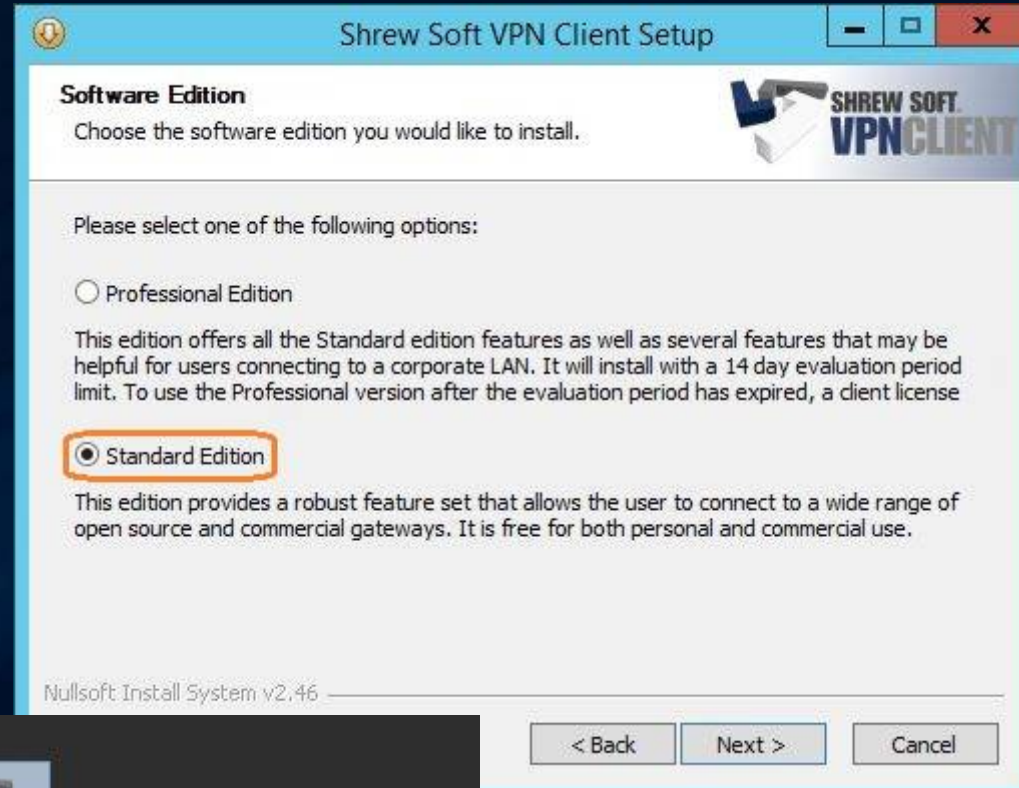 Shrew Soft VPN Client Setup
X
Software Edition
Choose the software edition you would like to install.
SHREW SOFT
VPNCLIENT
Please select one of the following options:
Professional Edition
This edition offers all the Standard edition features as well as several features that may be
helpful for users connecting to a corporate LAN. It will install with a 14 day evaluation period
limit. To use the Professional version after the evaluation period has expired, a client license
Standard Edition
This edition provides a robust feature set that allows the user to connect to a wide range of
open source and commercial gateways. It is free for both personal and commercial use.
Nullsoft Install System v2.46
< Back Next > Cancel